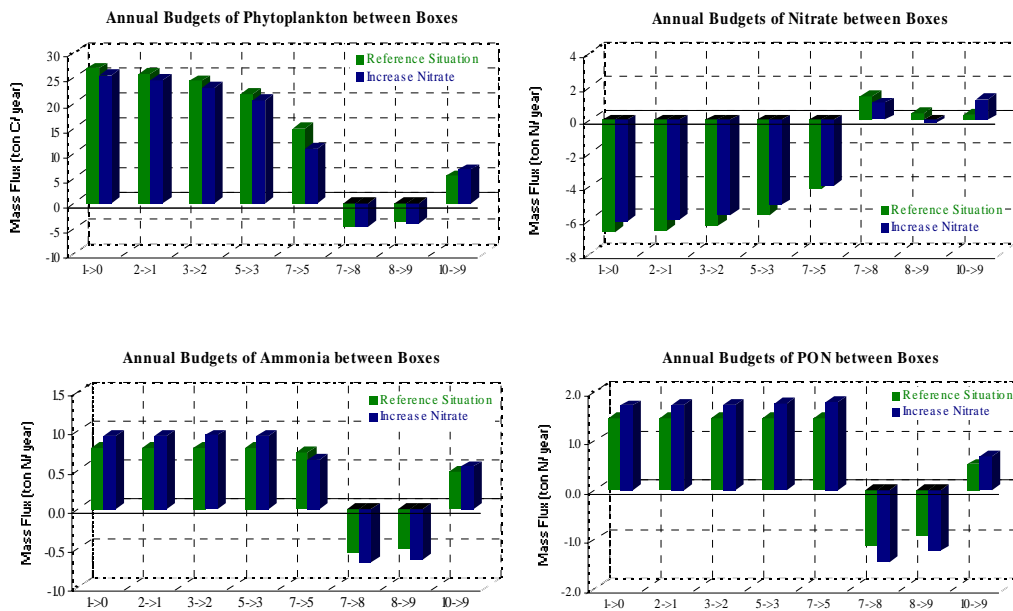 Annual Budgets of Phytoplankton between Boxes
Mass Flux (ton C/ year)
30
25
20
15
10
5
0
-5
-10
Reference Situation
Increase Nitrate
1->0 2->1 3->2 5->3 7->5 7->8 8->9 10->9
Annual Budgets of Nitrate between Boxes
Mass Flux (ton N/ year)
4
2
0
-2
-4
-6
-8
Reference Situation
Increase Nitrate
1->0 2->1 3->2 5->3 7->5 7->8 8->9 10->9
Annual Budgets of Ammonia between Boxes
Mass Flux (ton N/ year)
15
10
0.5
0.0
-0.5
-10
Reference Situation
Increase Nitrate
1->0 2->1 3->2 5->3 7->5 7->8 8->9 10->9
Annual Budgets of PON between Boxes
Mass Flux (ton N/ year)
2.0
1.0
0.0
-1.0
-2.0
Reference Situation
Increase Nitrate
1->0 2->1 3->2 5->3 7->5 7->8 8->9 10->9